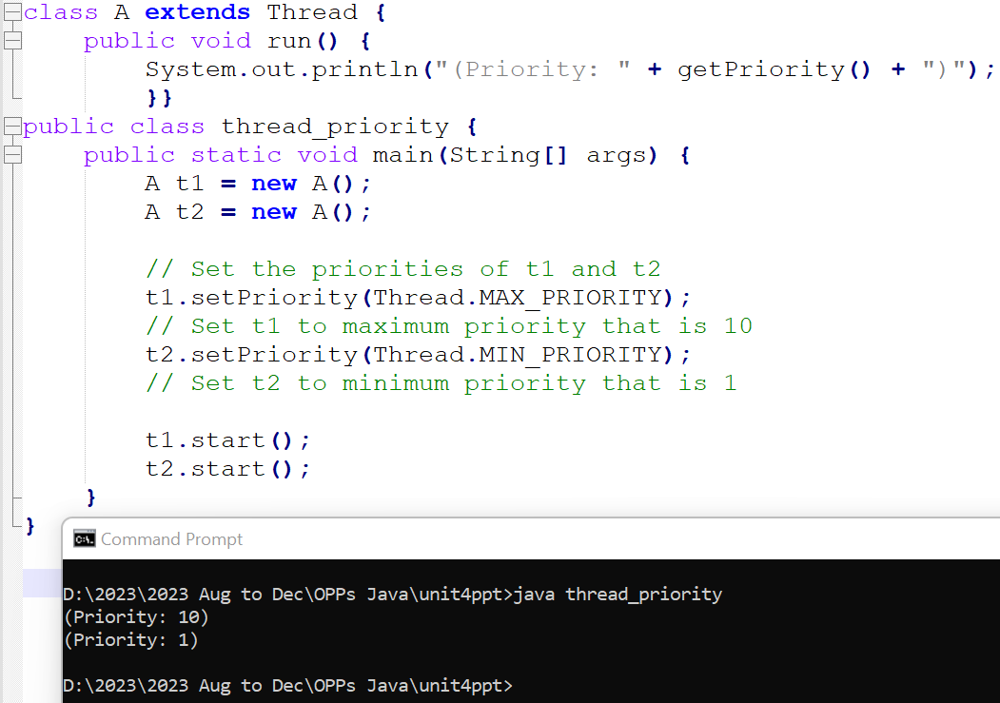 class A extends Thread {
public void run() {
System.out.println("(Priority: " + getPriority() + ")");
}}
public class thread_priority {
public static void main(String[] args) {
A t1 = new A();
A t2 = new A();
// Set the priorities of t1 and t2
t1.setPriority(Thread.MAX_PRIORITY);
// Set t1 to maximum priority that is 10
t2.setPriority(Thread.MIN_PRIORITY);
// Set t2 to minimum priority that is 1
t1.start();
t2.start();
}
}
C:\. Command Prompt
D:\2023\2023 Aug to Dec\OPPs Java\unit4ppt>java thread_priority
(Priority: 10)
(Priority: 1)
D:\2023\2023 Aug to Dec\OPPs Java\unit4ppt>